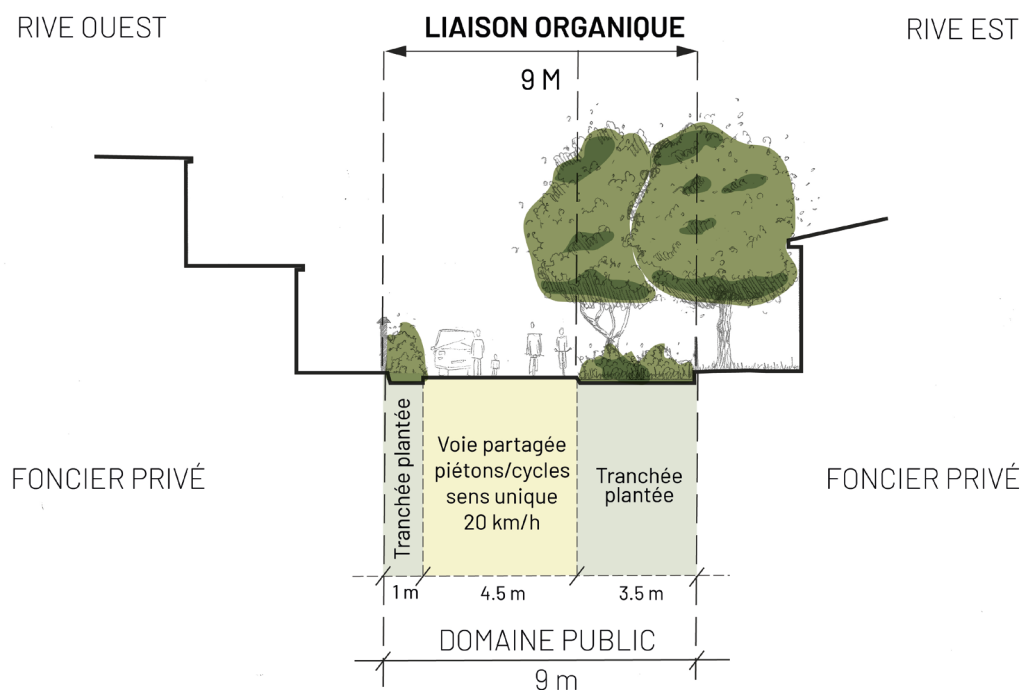 RIVE OUEST
LIAISON ORGANIQUE
RIVE EST
9 M
FONCIER PRIVÉ
Tranchée plantée
Voie partagée
piétons/cycles
sens unique
20 km/h
Tranchée
plantée
FONCIER PRIVÉ
1 m
4.5 m
3.5 m
DOMAINE PUBLIC
9 m